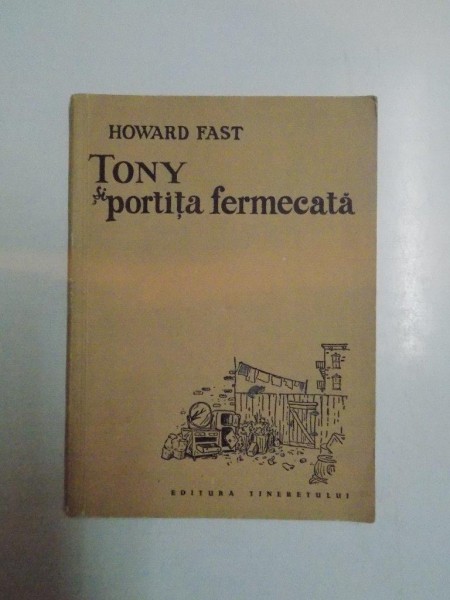 HOWARD FAST
TONY
și portița fermecată
EDITURA TINERETULUI